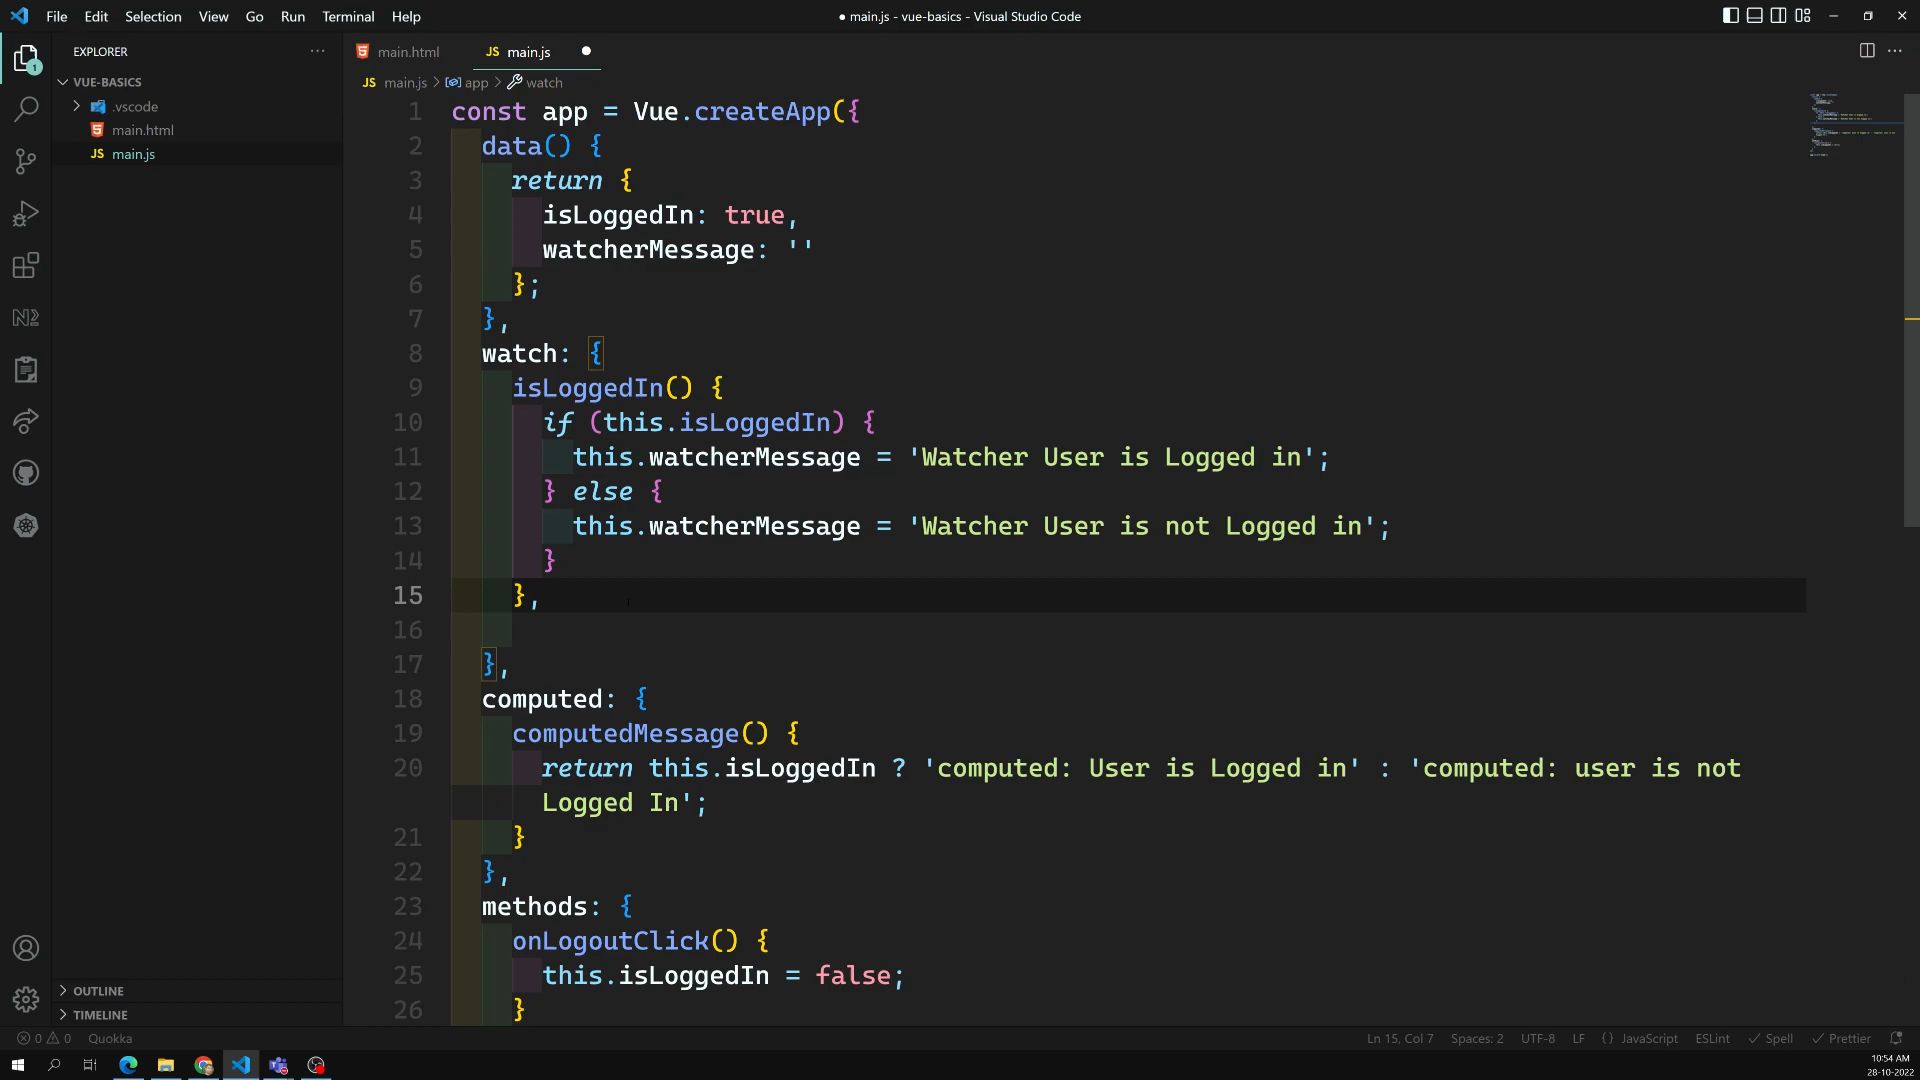 File Edit Selection View Go Run Terminal Help
● main.js - vue-basics - Visual Studio Code
EXPLORER
VUE-BASICS
.vscode
main.html
JS main.js
OUTLINE
TIMELINE
1
main.html
JS main.js
JS main.js > app > watch
1 const app = Vue.createApp({
2 data() {
3 return {
4 isLoggedIn: true,
5 watcherMessage: ''
6 };
7 },
8 watch: {
9 isLoggedIn() {
10 if (this.isLoggedIn) {
11 this.watcherMessage = 'Watcher User is Logged in';
12 } else {
13 this.watcherMessage = 'Watcher User is not Logged in';
14 }
15 },
16
17 },
18 computed: {
19 computedMessage() {
20 return this.isLoggedIn ? 'computed: User is Logged in' : 'computed: user is not
Logged In';
21 }
22 },
23 methods: {
24 onLogoutClick() {
25 this.isLoggedIn = false;
26 }
0 0 Quokka
Ln 15, Col 7 Spaces: 2 UTF-8 LF {} JavaScript ESLint ✓ Spell ✓ Prettier
10:54 AM
28-10-2022